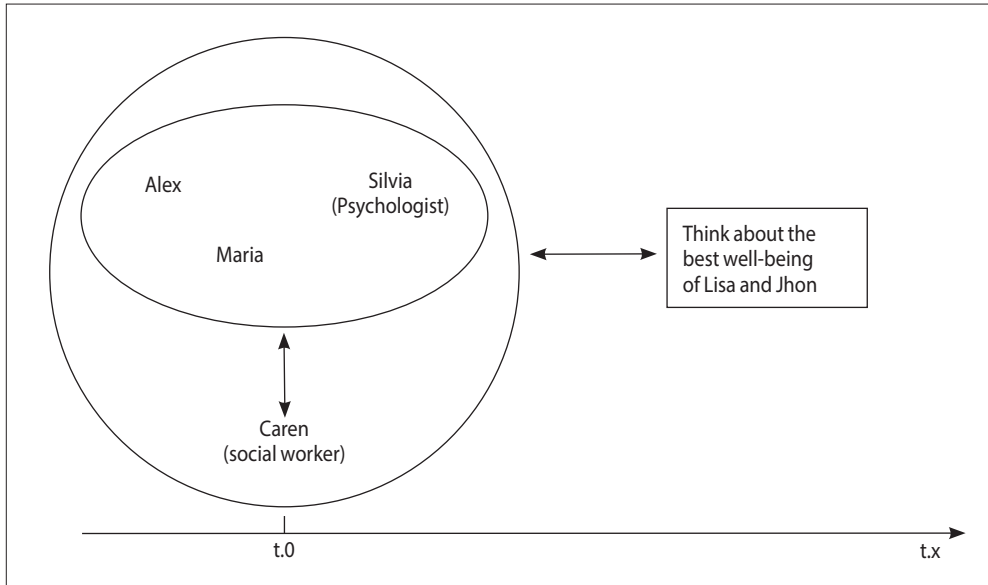 Alex
Silvia
(Psychologist)
Maria
Think about the
best well-being
of Lisa and Jhon
Caren
(social worker)
t.0
t.x